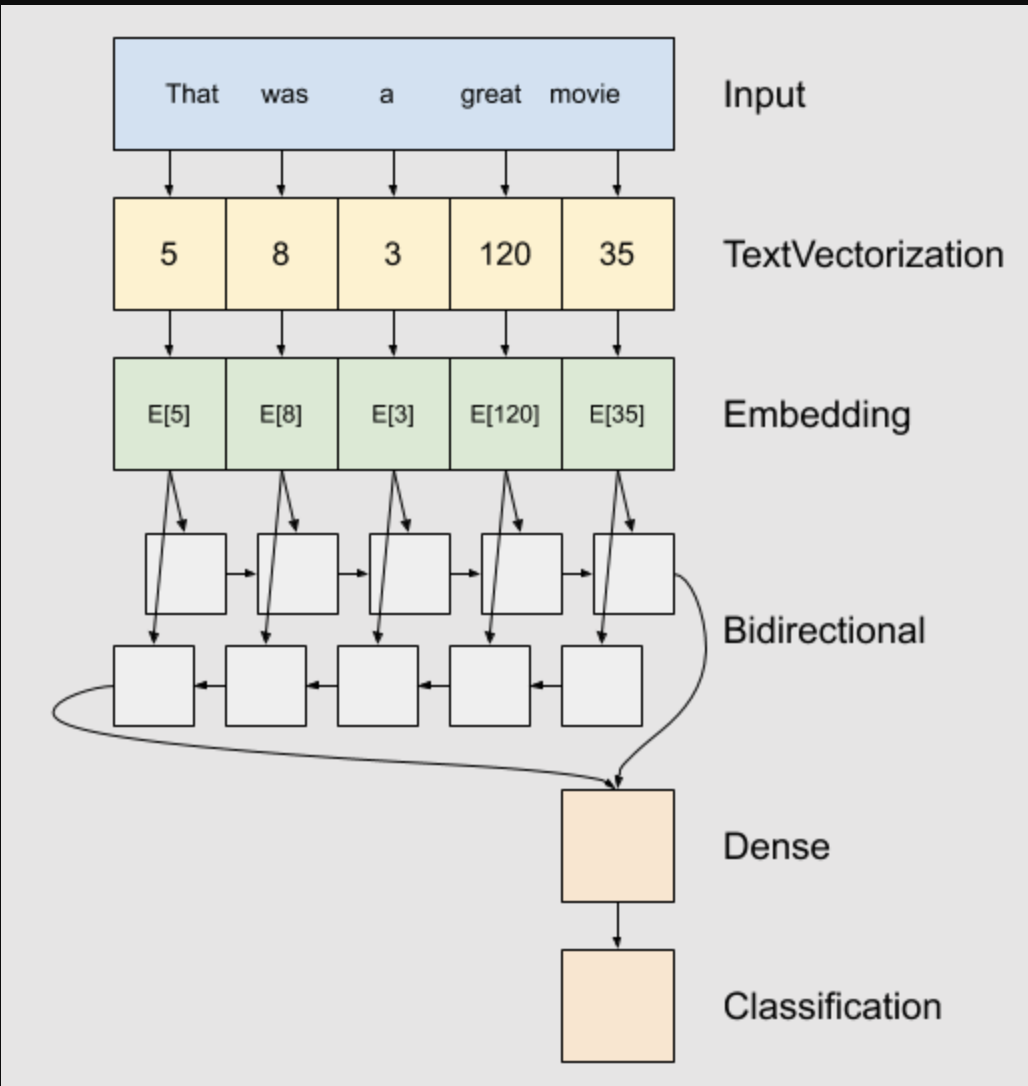 That was a great movie Input
5 8 3 120 35 TextVectorization
E[5] E[8] E[3] E[120] E[35] Embedding
Bidirectional
Dense
Classification